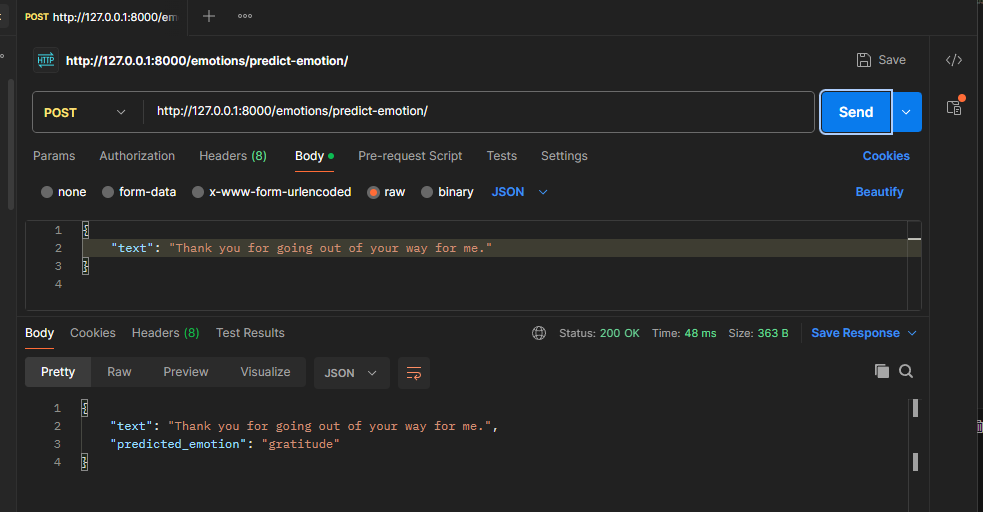 POST http://127.0.0.1:8000/em
HTTP http://127.0.0.1:8000/emotions/predict-emotion/ Save
POST http://127.0.0.1:8000/emotions/predict-emotion/ Send
Params Authorization Headers (8) Body Pre-request Script Tests Settings Cookies
none form-data x-www-form-urlencoded raw binary JSON Beautify
1 {
2 "text": "Thank you for going out of your way for me."
3 }
4
Body Cookies Headers (8) Test Results Status: 200 OK Time: 48 ms Size: 363 B Save Response
Pretty Raw Preview Visualize JSON
1 {
2 "text": "Thank you for going out of your way for me.",
3 "predicted_emotion": "gratitude"
4 }